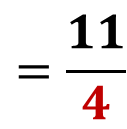 = 11/4